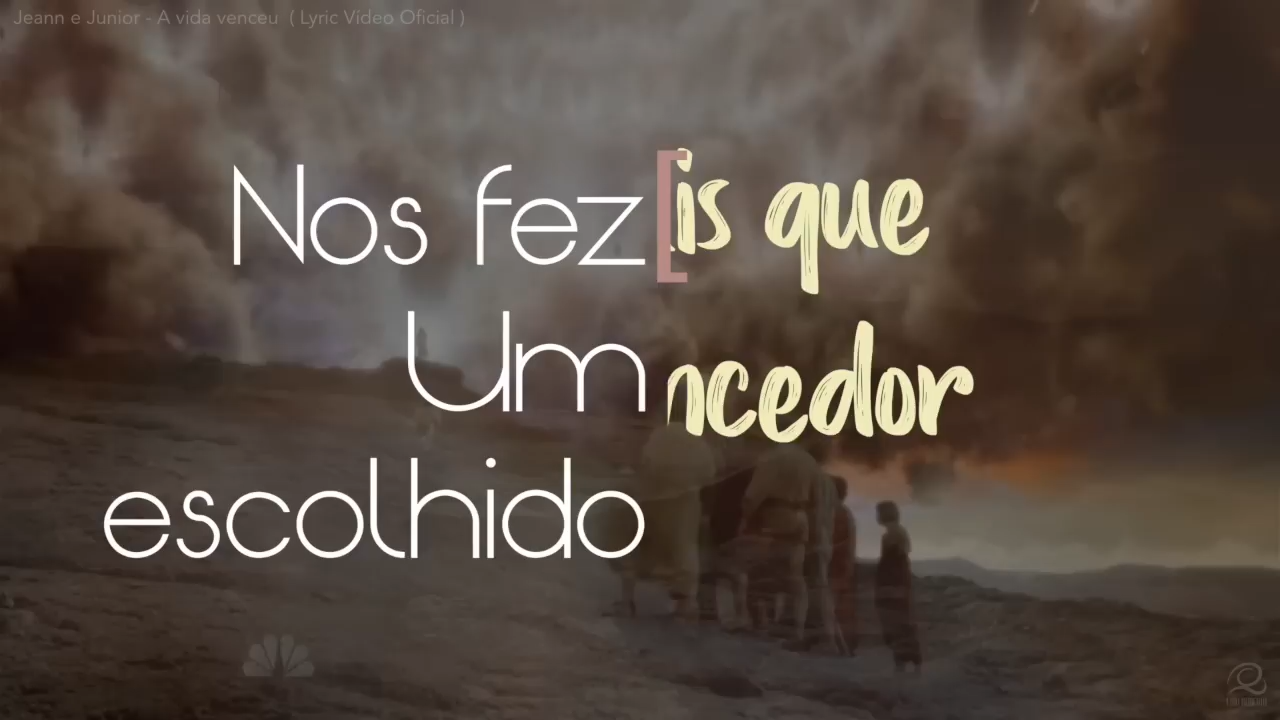 Jeann e Junior - A vida venceu ( Lyric Video Oficial )
Nos fez [is que
Um ncedor
escolhido